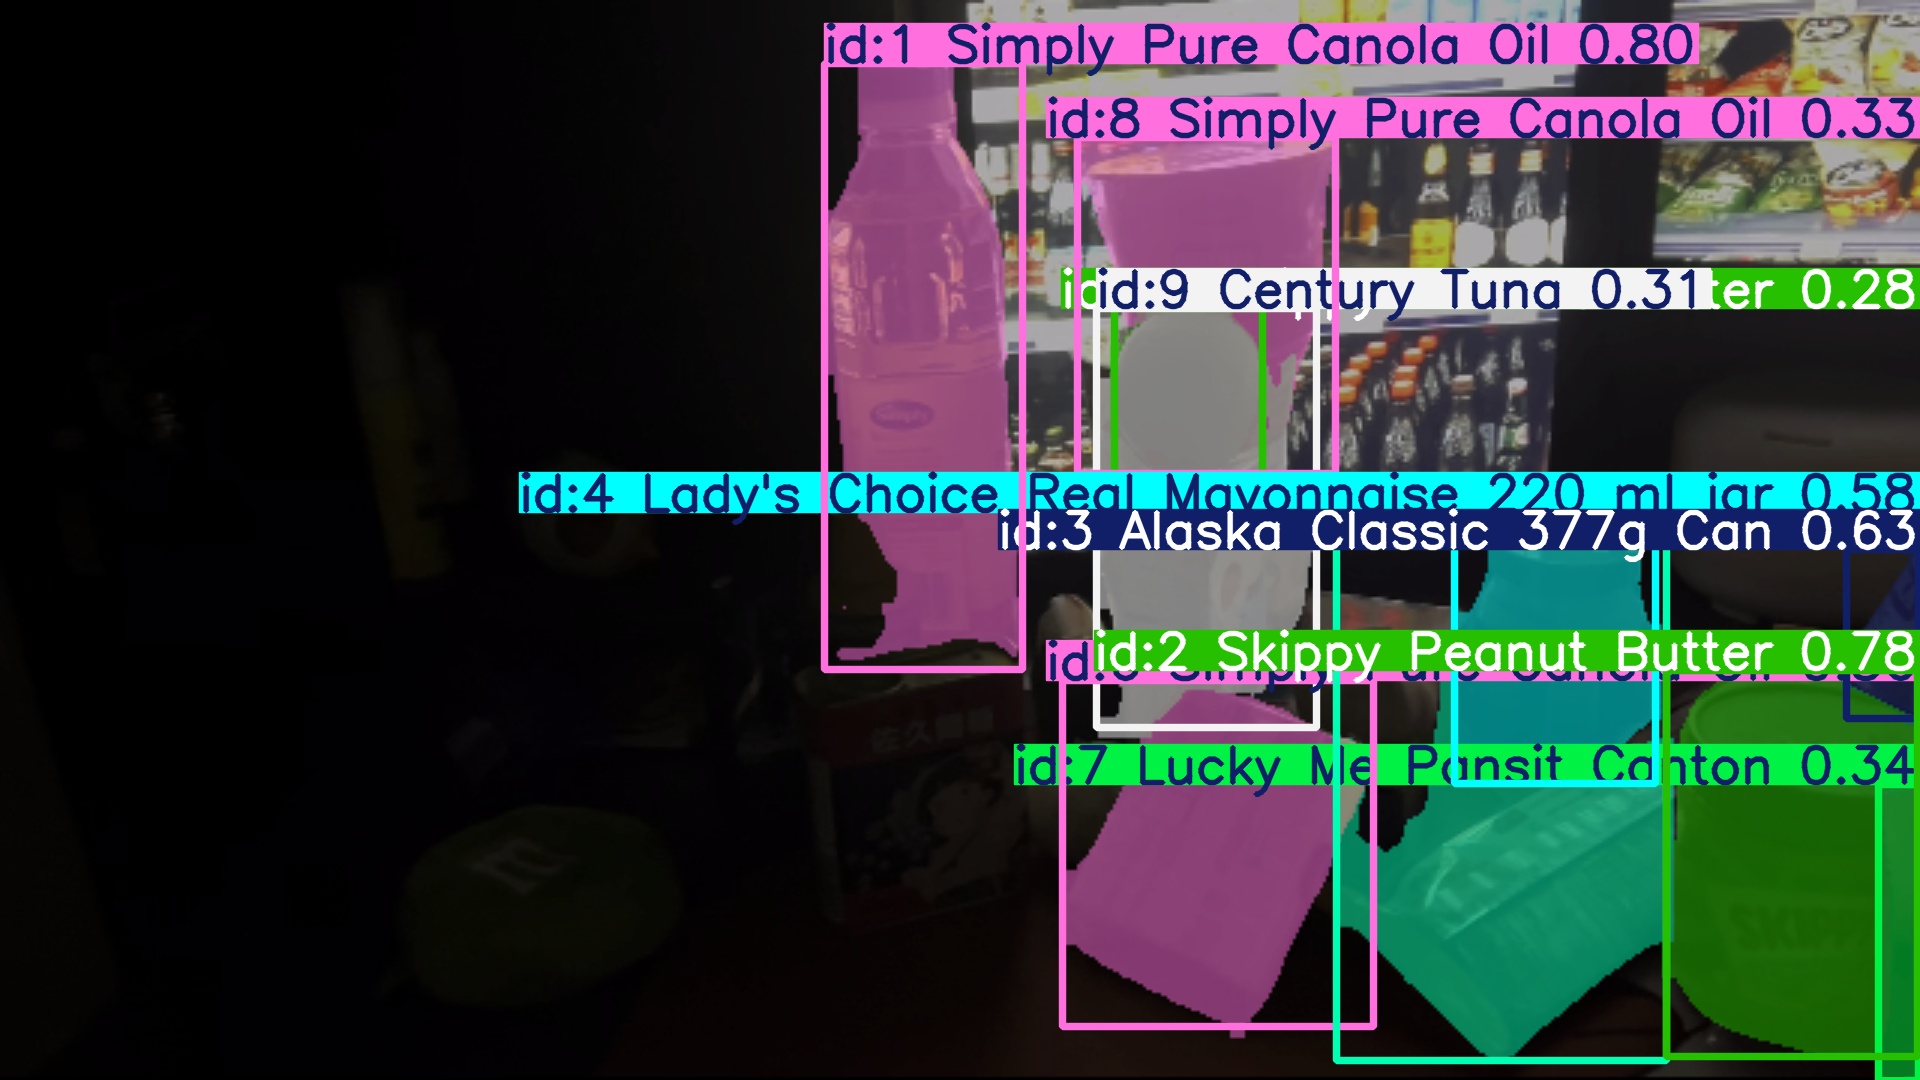 id:1 Simply Pure Canola Oil 0.80
id:8 Simply Pure Canola Oil 0.33
id:9 Century Tuna 0.31
ter 0.28
Simply
id:4 Lady's Choice Real Mayonnaise 220 ml jar 0.58
id:3 Alaska Classic 377g Can 0.63
id:2 Skippy Peanut Butter 0.78
id:7 Lucky Me Pansit Canton 0.34
m
SKIPPY